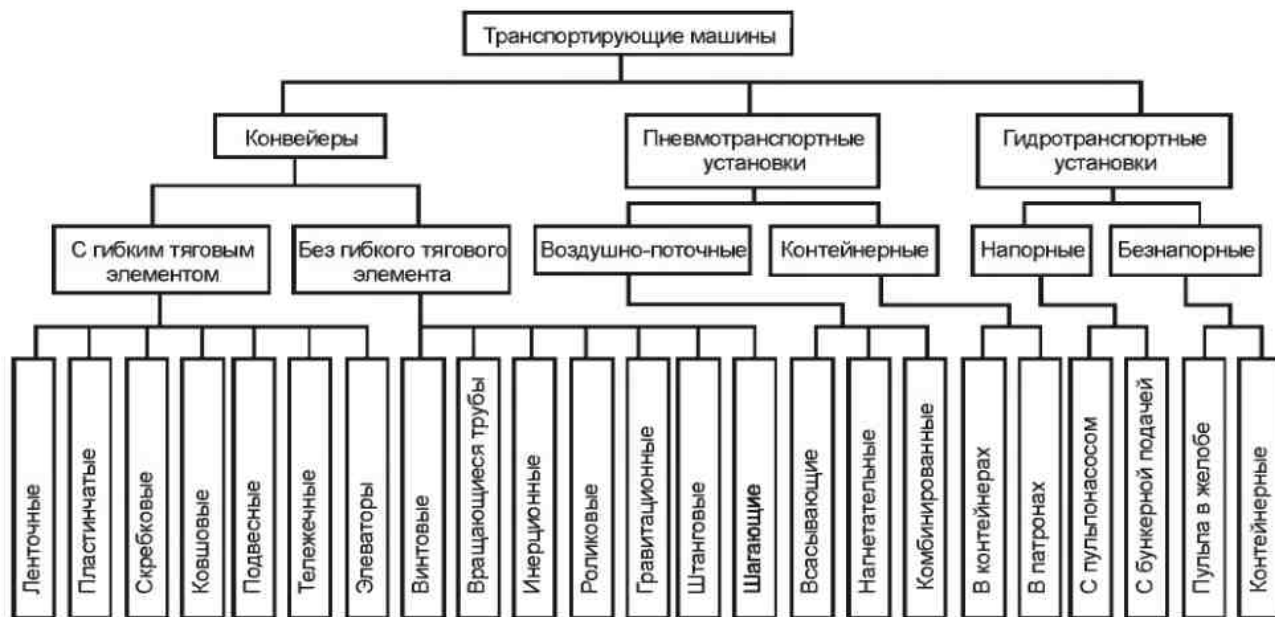 Транспортирующие машины
Конвейеры
Пневмотранспортные
установки
Гидротранспортные
установки
С гибким тяговым
элементом
Без гибкого тягового
элемента
Воздушно-поточные
Контейнерные
Напорные
Безнапорные
Ленточные
Пластинчатые
Скребковые
Ковшовые
Подвесные
Тележечные
Элеваторы
Винтовые
Вращающиеся трубы
Инерционные
Роликовые
Гравитационные
Штанговые
Шагающие
Всасывающие
Нагнетательные
Комбинированные
В контейнерах
В патронах
С пульпонасосом
С бункерной подачей
Пульпа в желобе
Контейнерные